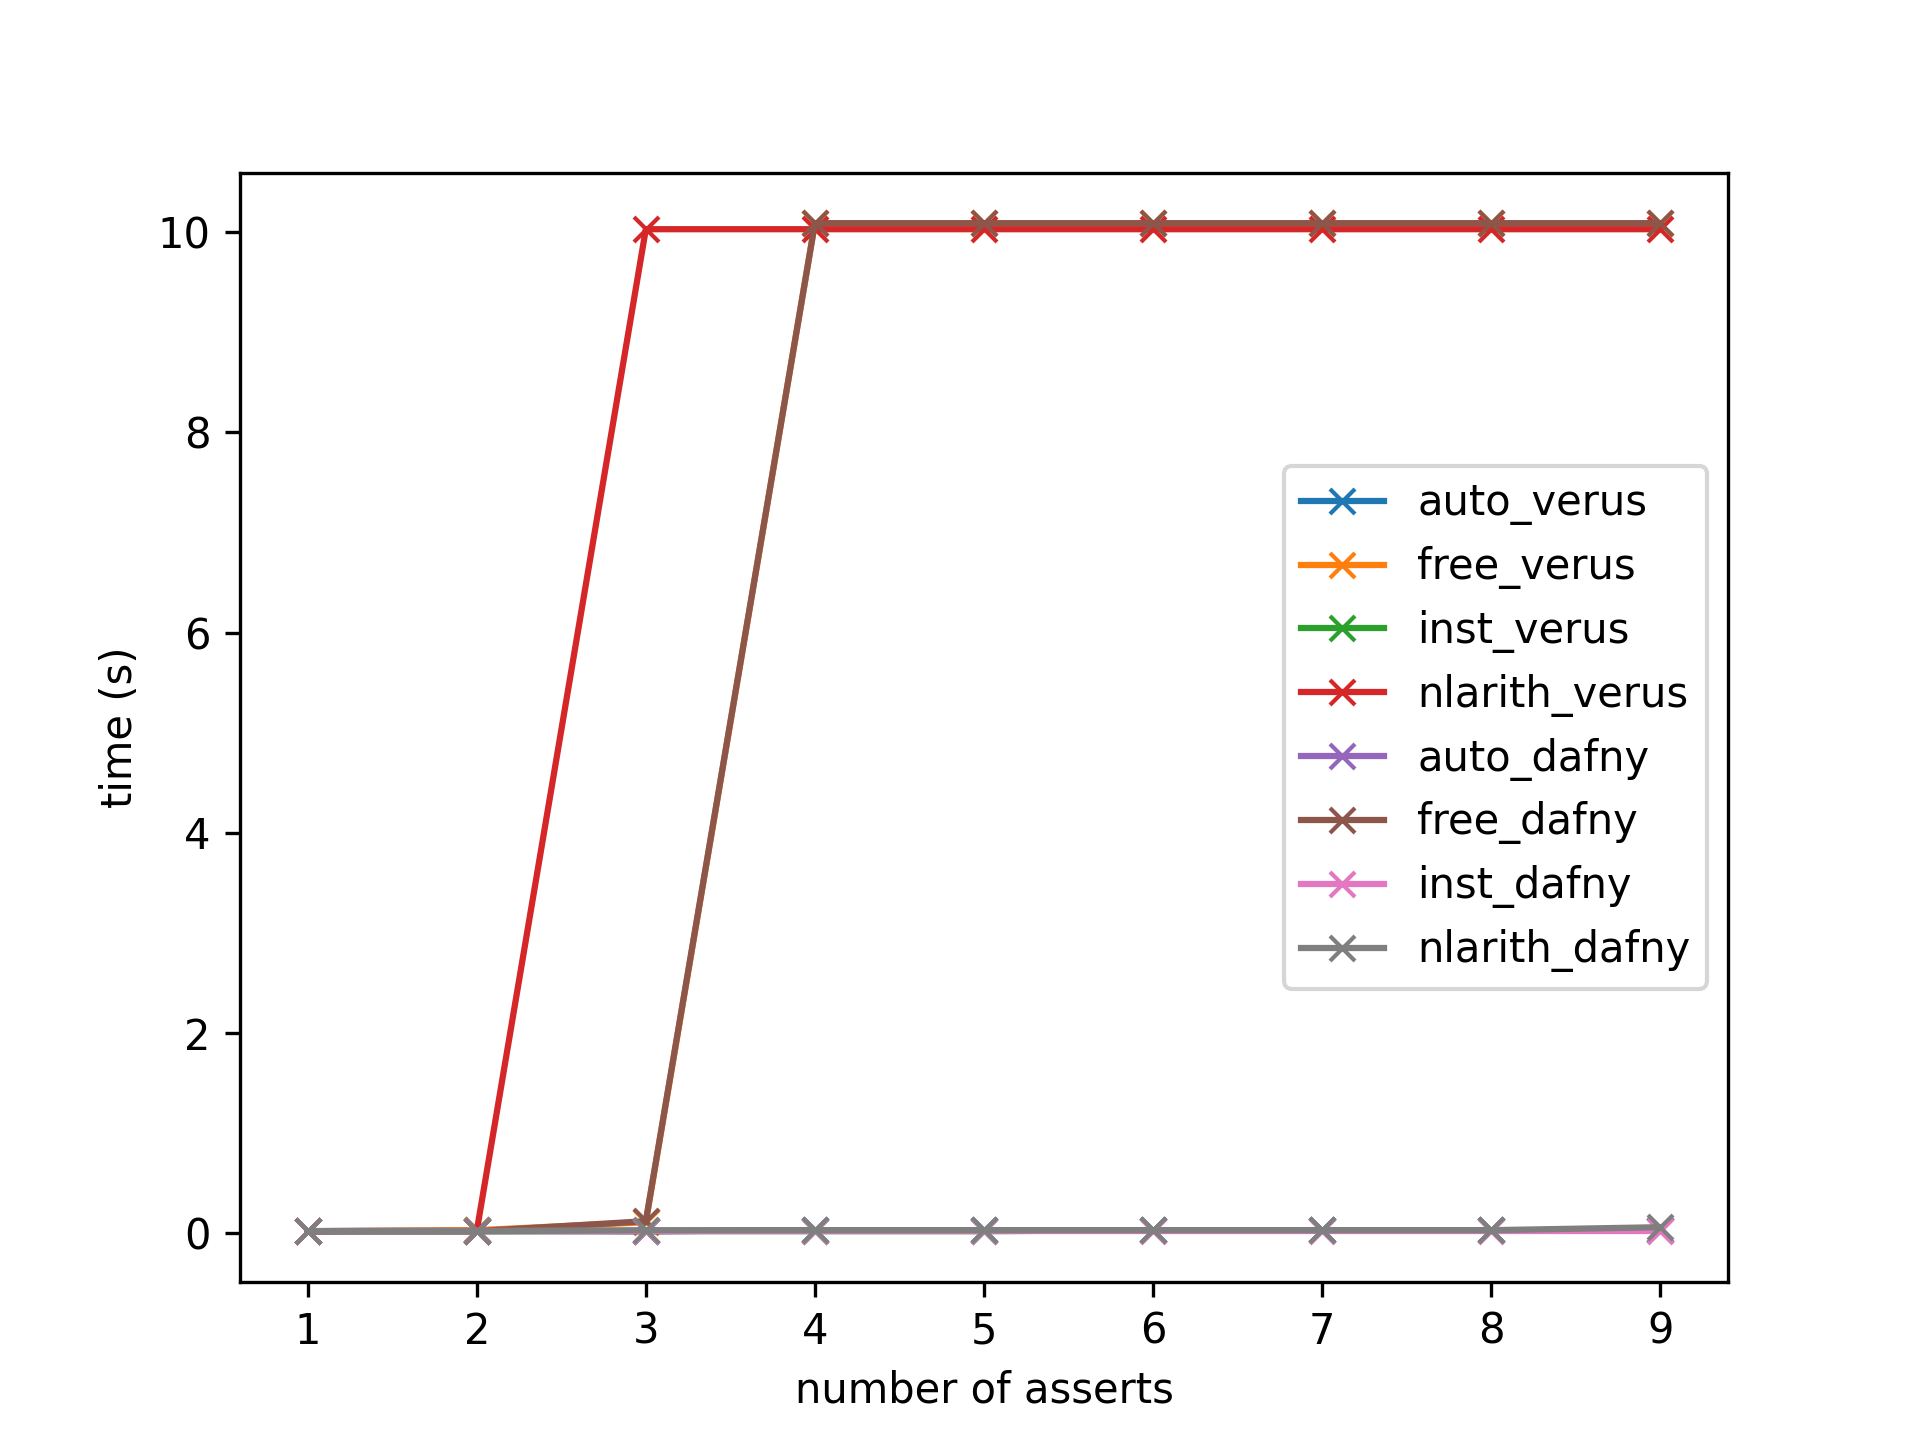 10
8
6
4
2
0
time (s)
1 2 3 4 5 6 7 8 9
number of asserts
auto_verus
free_verus
inst_verus
nlarith_verus
auto_dafny
free_dafny
inst_dafny
nlarith_dafny